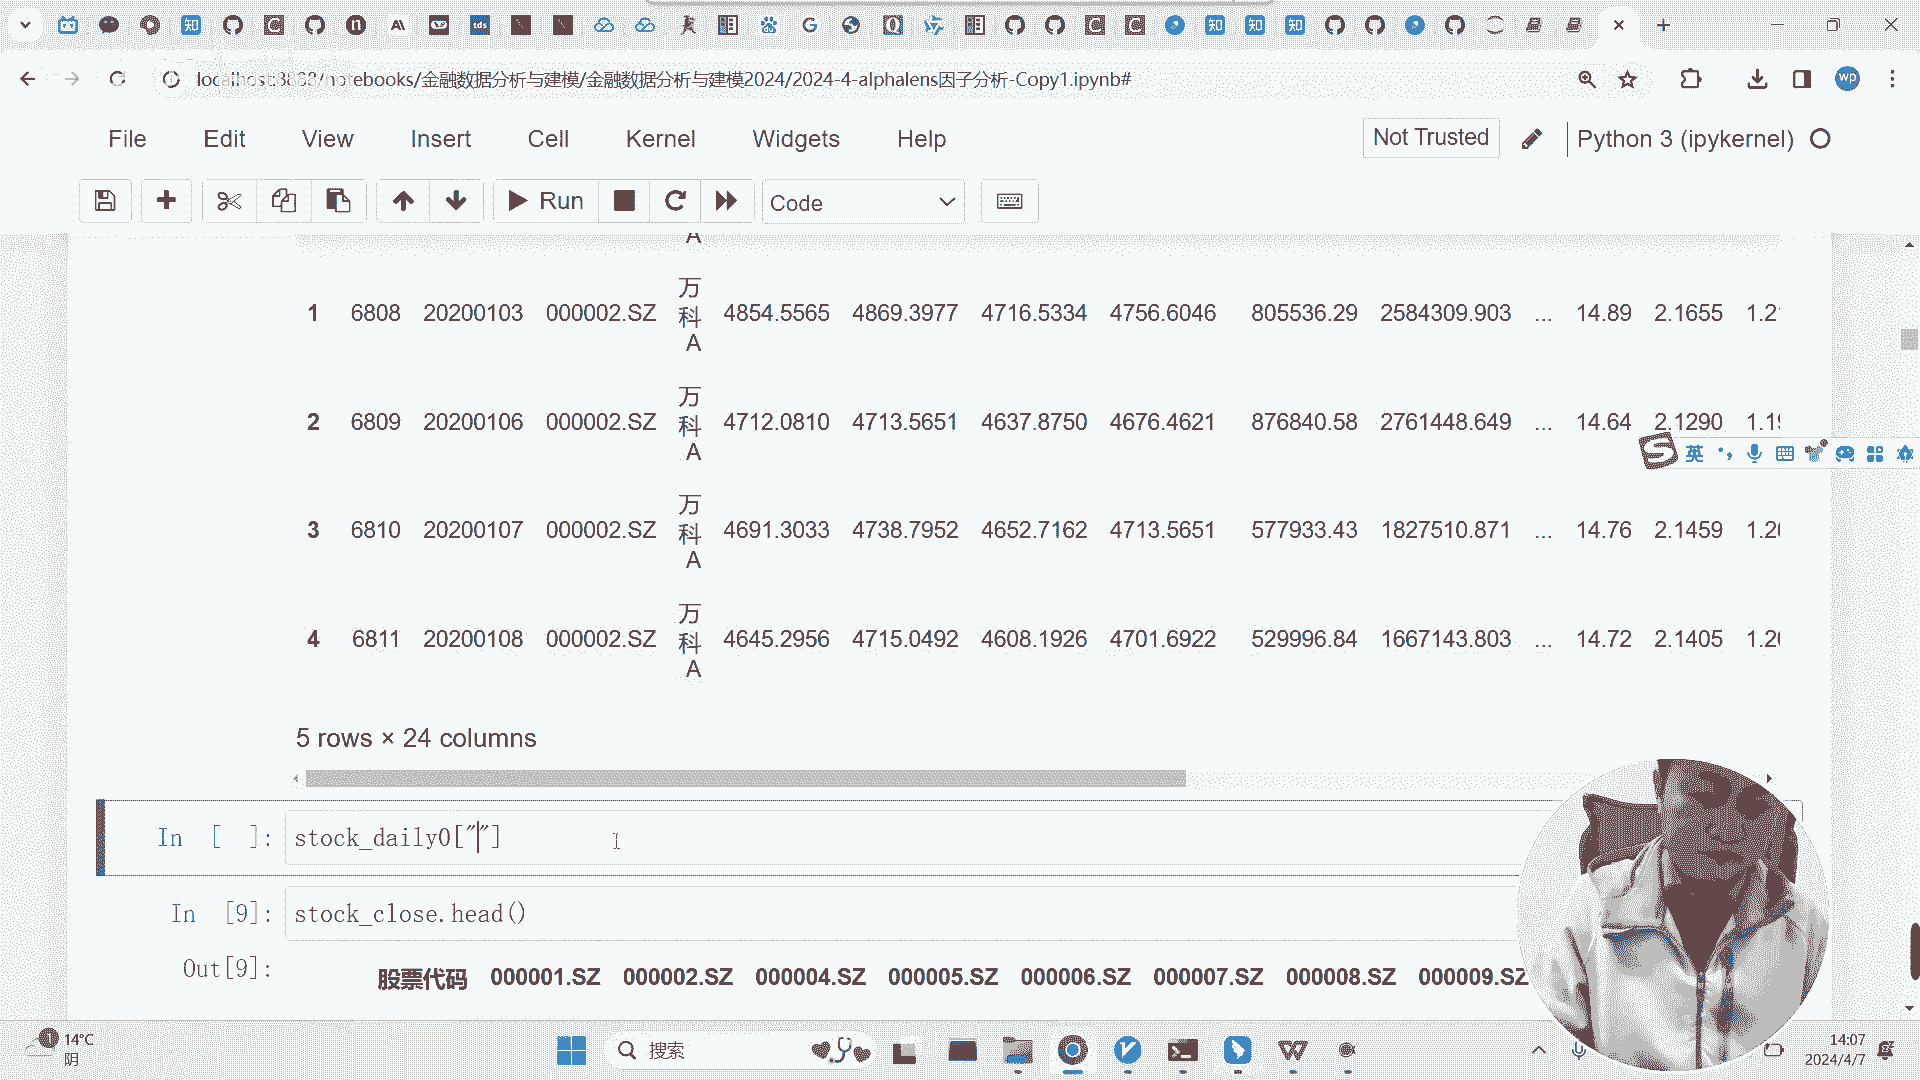 localhost:8888/notebooks/金融数据分析与建模/金融数据分析与建模2024/2024-4-alphalens因子分析-Copy1.ipynb#
wp
File Edit View Insert Cell Kernel Widgets Help Not Trusted Python 3 (ipykernel)
Run Code
A
1 6808 20200103 000002.SZ 万科A 4854.5565 4869.3977 4716.5334 4756.6046 805536.29 2584309.903 ... 14.89 2.1655 1.2
2 6809 20200106 000002.SZ 万科A 4712.0810 4713.5651 4637.8750 4676.4621 876840.58 2761448.649 ... 14.64 2.1290 1.19
3 6810 20200107 000002.SZ 万科A 4691.3033 4738.7952 4652.7162 4713.5651 577933.43 1827510.871 ... 14.76 2.1459 1.20
4 6811 20200108 000002.SZ 万科A 4645.2956 4715.0492 4608.1926 4701.6922 529996.84 1667143.803 ... 14.72 2.1405 1.20
英
5 rows × 24 columns
In [ ]: stock_daily0[""]
In [9]: stock_close.head()
Out[9]:
股票代码 000001.SZ 000002.SZ 000004.SZ 000005.SZ 000006.SZ 000007.SZ 000008.SZ 000009.SZ
14°C
阴
搜索
14:07
2024/4/7